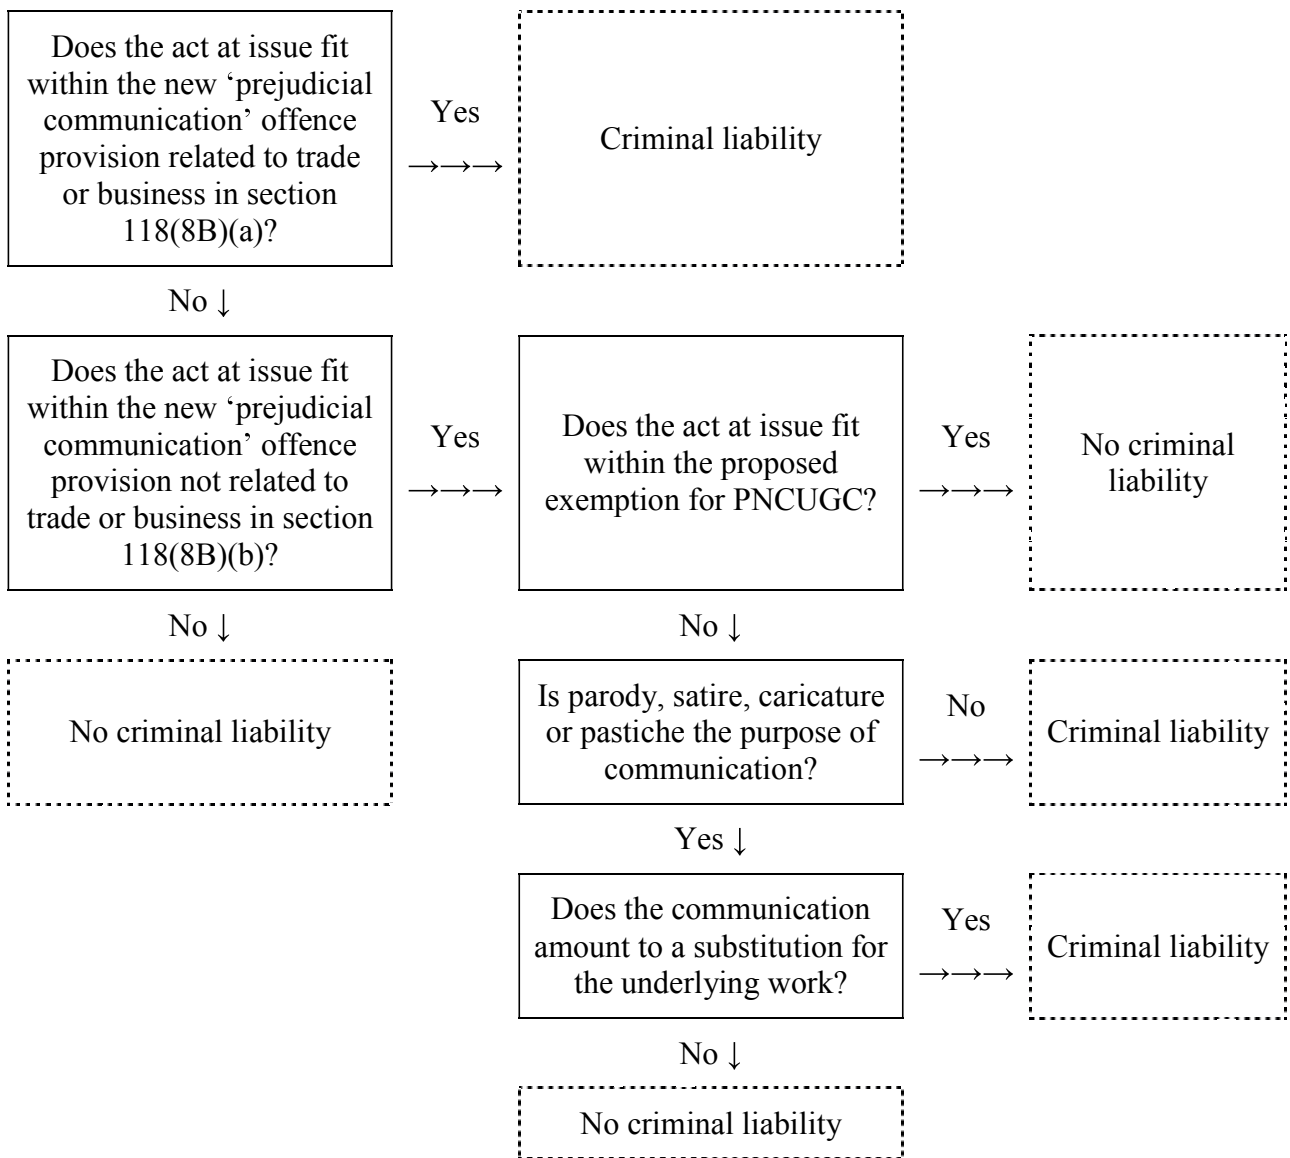 Does the act at issue fit
within the new ‘prejudicial
communication’ offence
provision related to trade
or business in section
118(8B)(a)?
Yes
→→→
Criminal liability
No ↓
Does the act at issue fit
within the new ‘prejudicial
communication’ offence
provision not related to
trade or business in section
118(8B)(b)?
Yes
→→→
Does the act at issue fit
within the proposed
exemption for PNCUGC?
Yes
→→→
No criminal
liability
No ↓
No criminal liability
No ↓
Is parody, satire, caricature
or pastiche the purpose of
communication?
No
→→→
Criminal liability
Yes ↓
Does the communication
amount to a substitution for
the underlying work?
Yes
→→→
Criminal liability
No ↓
No criminal liability